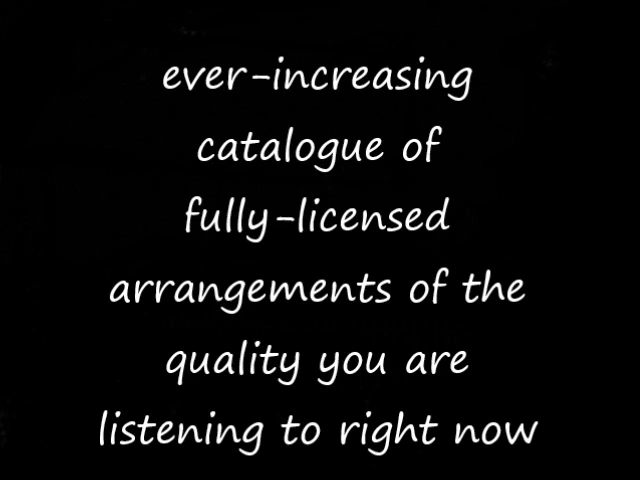 ever-increasing
catalogue of
fully-licensed
arrangements of the
quality you are
listening to right now